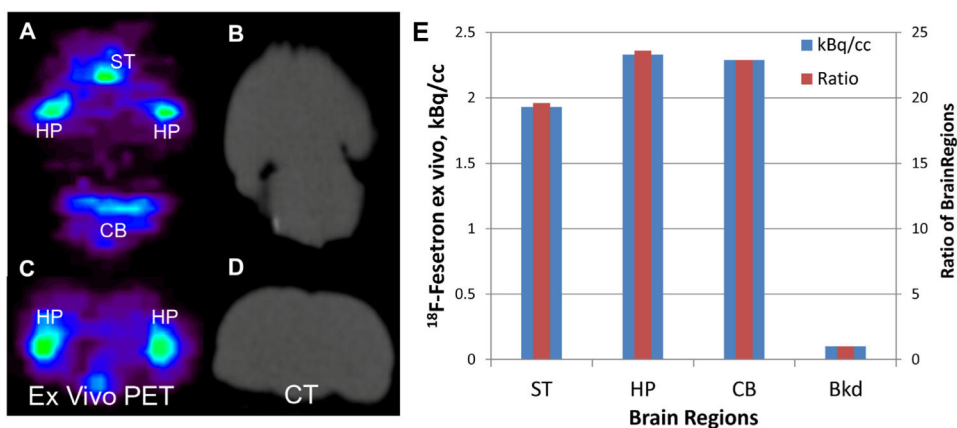 A
ST
HP
HP
CB
B
C
HP
HP
Ex Vivo PET
D
CT
E
¹⁸F-Fesetron ex vivo, kBq/cc
2.5
2
1.5
1
0.5
0
kBq/cc
Ratio
25
20
15
10
5
0
Ratio of BrainRegions
ST HP CB Bkd
Brain Regions